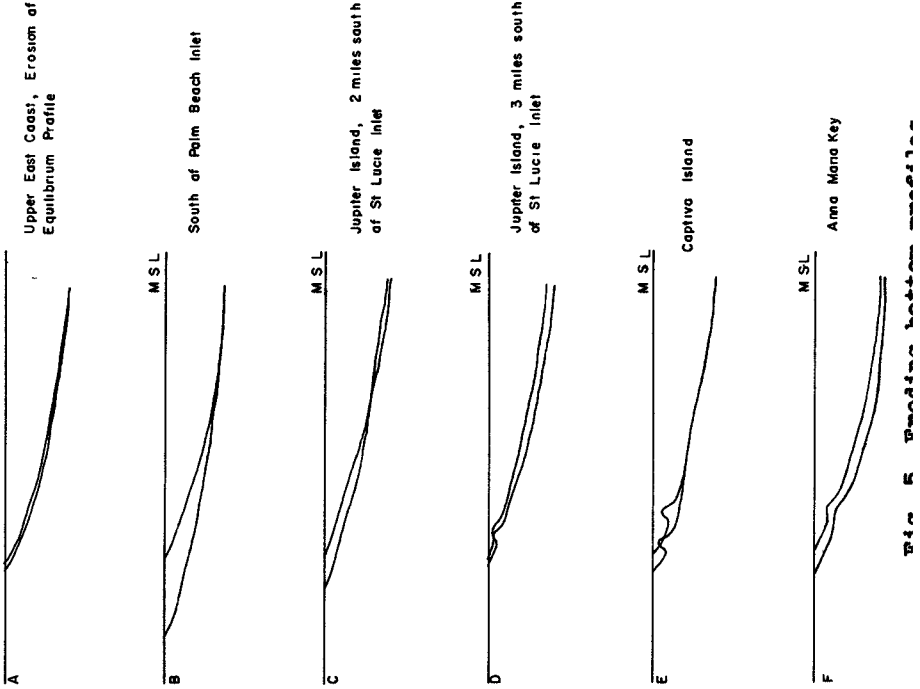 A
Upper East Coast, Erosion of
Equilibrium Profile
B
M S L
South of Palm Beach Inlet
C
M S L
Jupiter Island, 2 miles south
of St Lucie Inlet
D
M S L
Jupiter Island, 3 miles south
of St Lucie Inlet
E
M S L
Captiva Island
F
M S L
Anna Maria Key
Fig. 5. Eroding bottom profiles